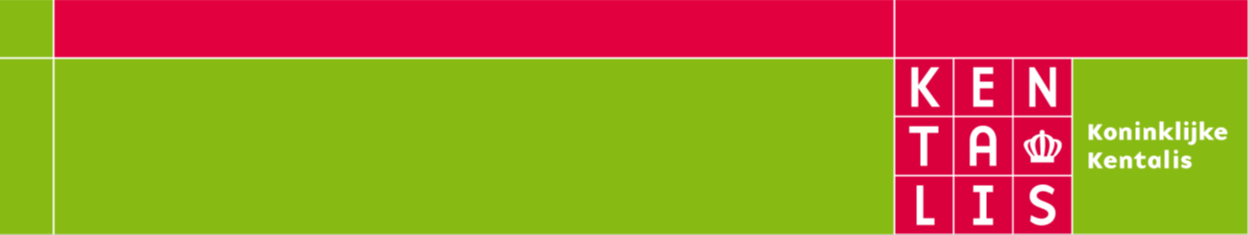 KEN
TA
LIS
Koninklijke
Kentalis